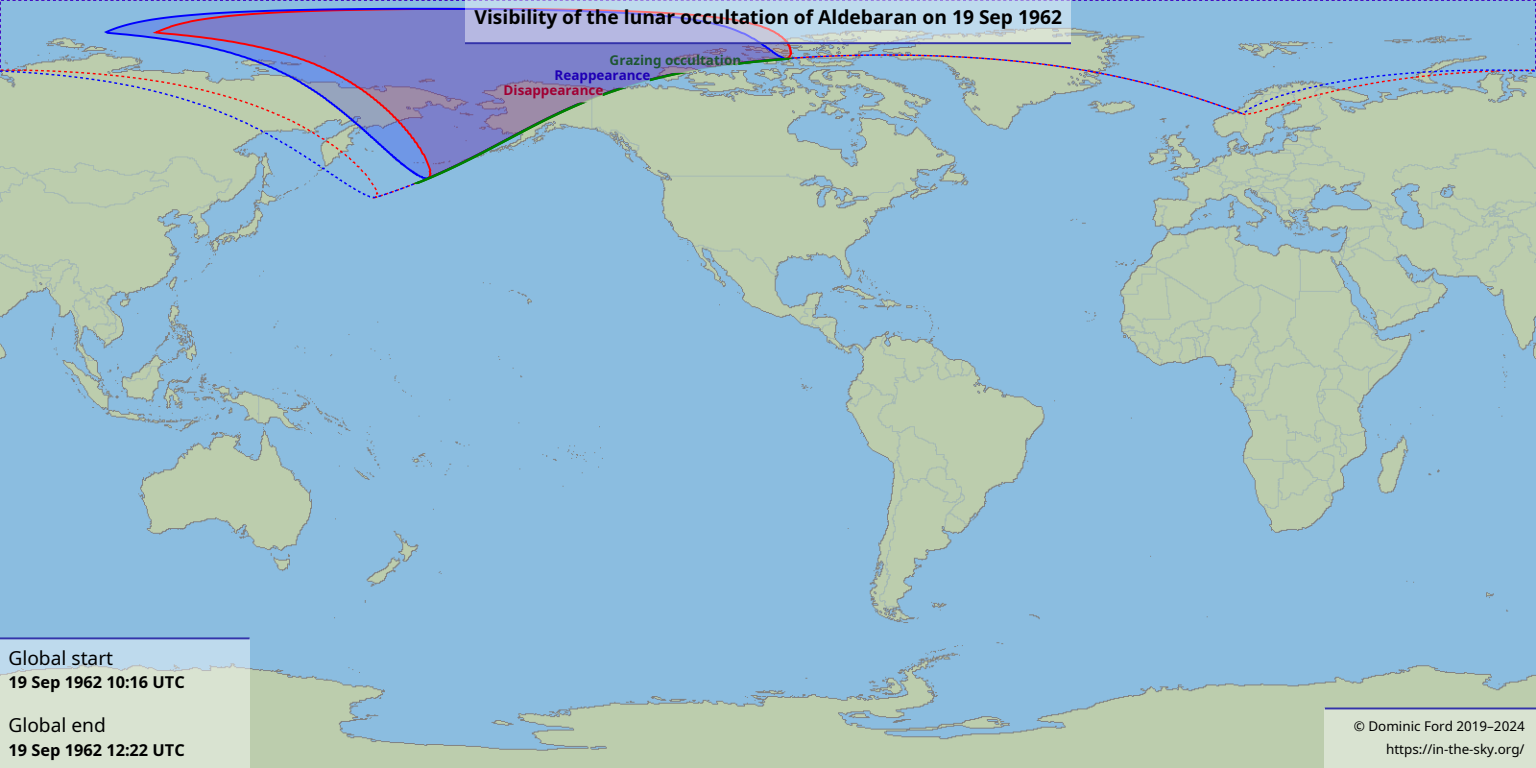 Visibility of the lunar occultation of Aldebaran on 19 Sep 1962
Grazing occultation
Reappearance
Disappearance
Global start
19 Sep 1962 10:16 UTC
Global end
19 Sep 1962 12:22 UTC
© Dominic Ford 2019–2024
https://in-the-sky.org/